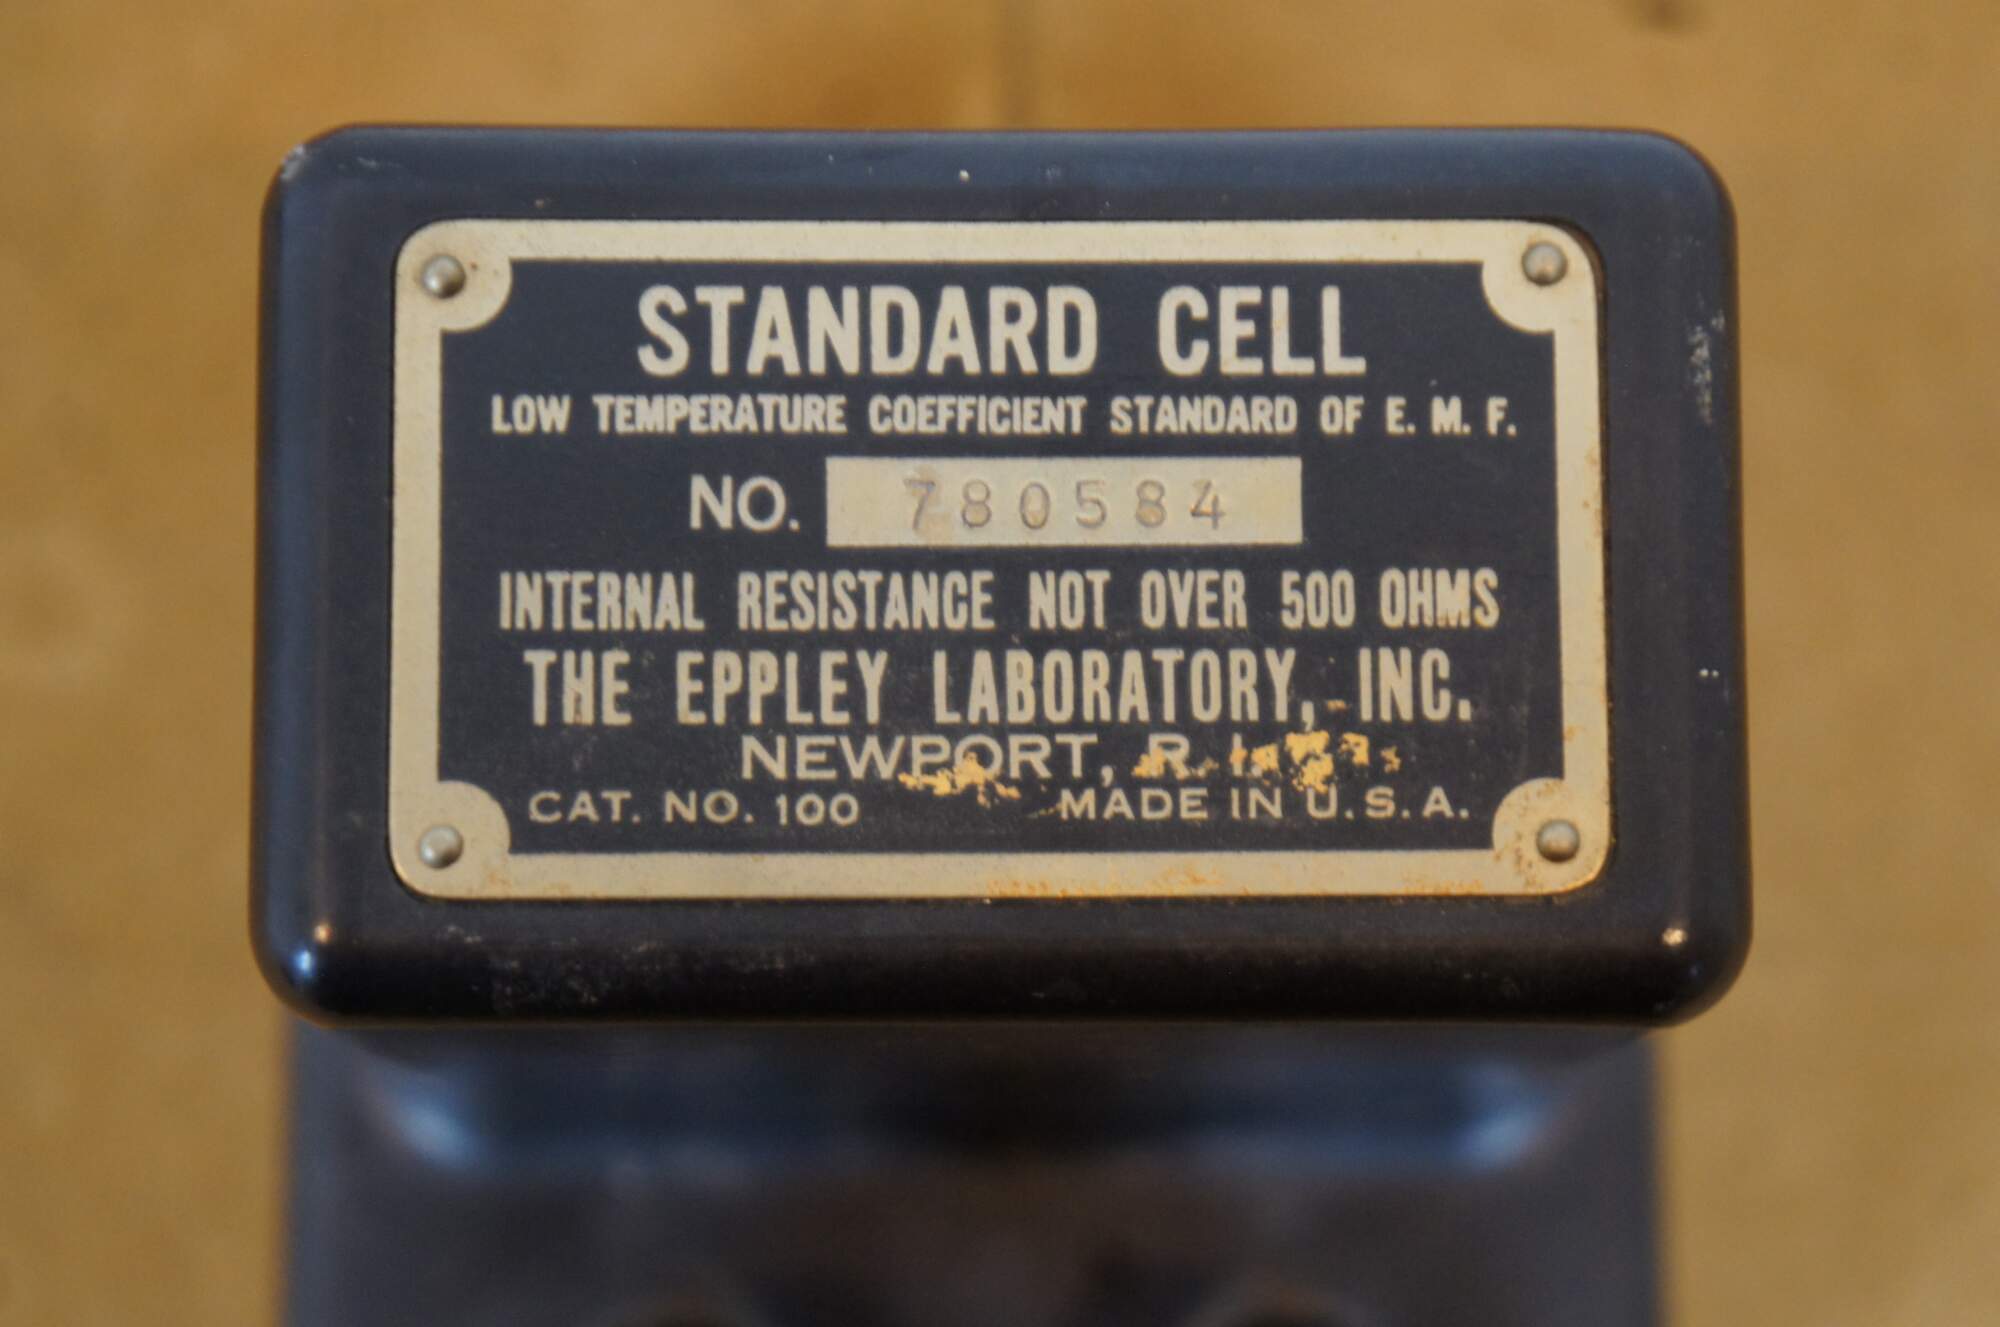 STANDARD CELL
LOW TEMPERATURE COEFFICIENT STANDARD OF E. M. F.
NO. 780584
INTERNAL RESISTANCE NOT OVER 500 OHMS
THE EPPLEY LABORATORY, INC.
NEWPORT, R. I.
CAT. NO. 100 MADE IN U.S.A.